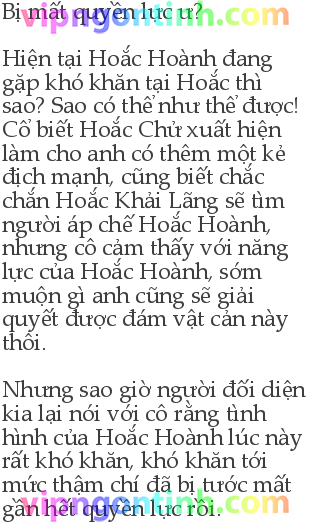 Bị mất quyền lực ư?
vipngontinh.com
Hiện tại Hoắc Hoành đang
gặp khó khăn tại Hoắc thì
sao? Sao có thể như thể được!
Cổ biết Hoắc Chử xuất hiện
làm cho anh có thêm một kẻ
địch mạnh, cũng biết chắc
chắn Hoắc Khải Lãng sẽ tìm
người áp chế Hoắc Hoành,
nhưng cô cảm thấy với năng
lực của Hoắc Hoành, sớm
muộn gì anh cũng sẽ giải
quyết được đám vật cản này
thôi.
Nhưng sao giờ người đối diện
kia lại nói với cô rằng tình
hình của Hoắc Hoành lúc này
rất khó khăn, khó khăn tới
mức thậm chí đã bị tước mất
gần hết quyền lực rồi.
vipngontinh.com